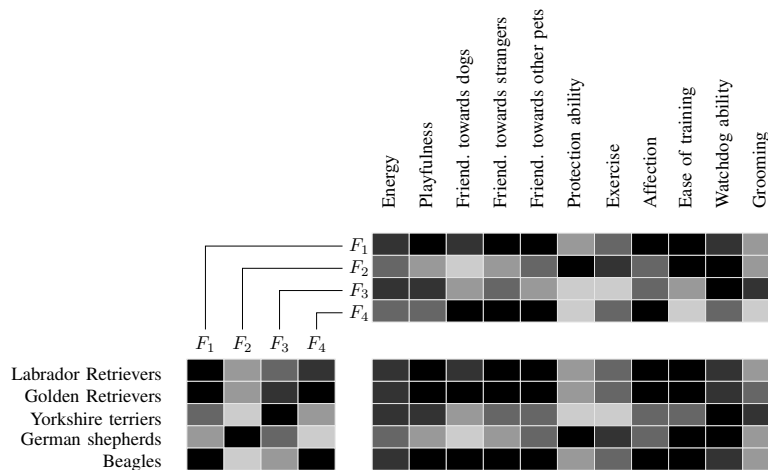 Energy
Playfulness
Friend. towards dogs
Friend. towards strangers
Friend. towards other pets
Protection ability
Exercise
Affection
Ease of training
Watchdog ability
Grooming
F1
F2
F3
F4
F1 F2 F3 F4
Labrador Retrievers
Golden Retrievers
Yorkshire terriers
German shepherds
Beagles